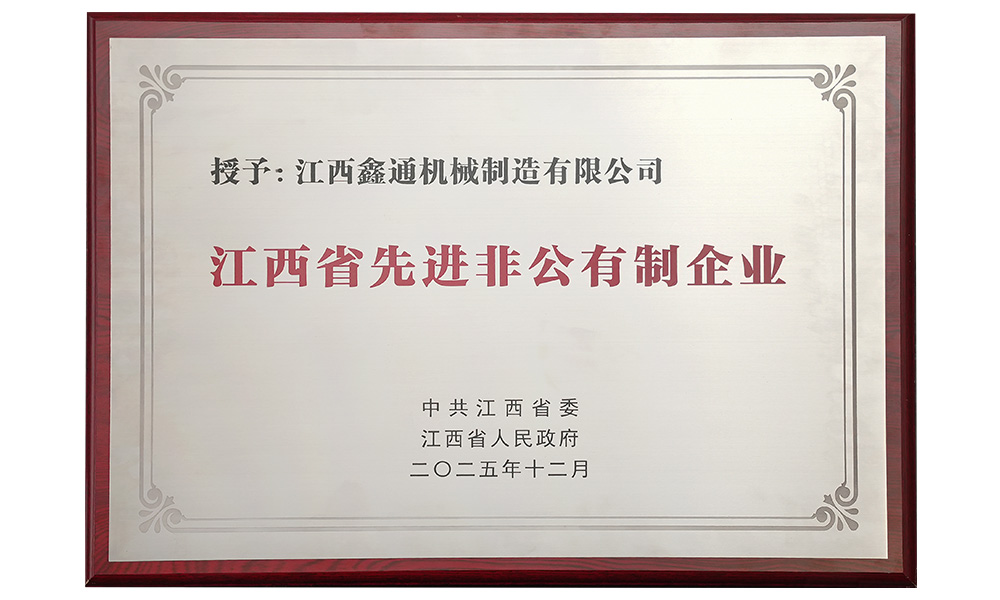 授予：江西鑫通机械制造有限公司
江西省先进非公有制企业
中共江西省委
江西省人民政府
二〇二五年十二月